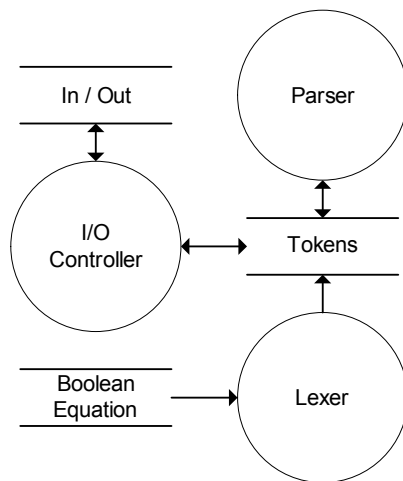 In / Out
Parser
I/O
Controller
Tokens
Boolean
Equation
Lexer